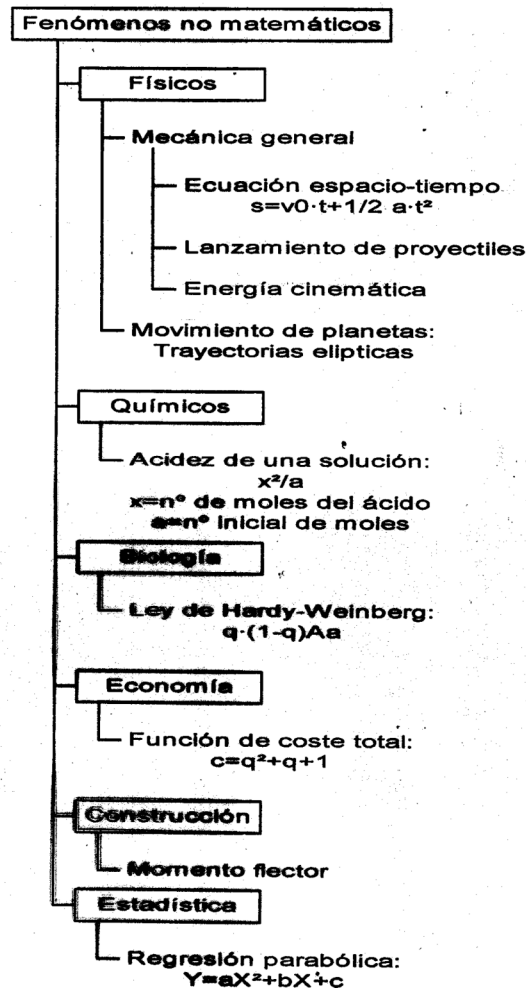 Fenómenos no matemáticos
Físicos
Mecánica general
Ecuación espacio-tiempo
s=v0·t+1/2 a·t²
Lanzamiento de proyectiles
Energía cinemática
Movimiento de planetas:
Trayectorias elipticas
Químicos
Acidez de una solución:
x²/a
x=nº de moles del ácido
a=nº inicial de moles
Biología
Ley de Hardy-Weinberg:
q·(1-q)Aa
Economía
Función de coste total:
c=q²+q+1
Construcción
Momento flector
Estadística
Regresión parabólica:
Y=aX²+bX+c